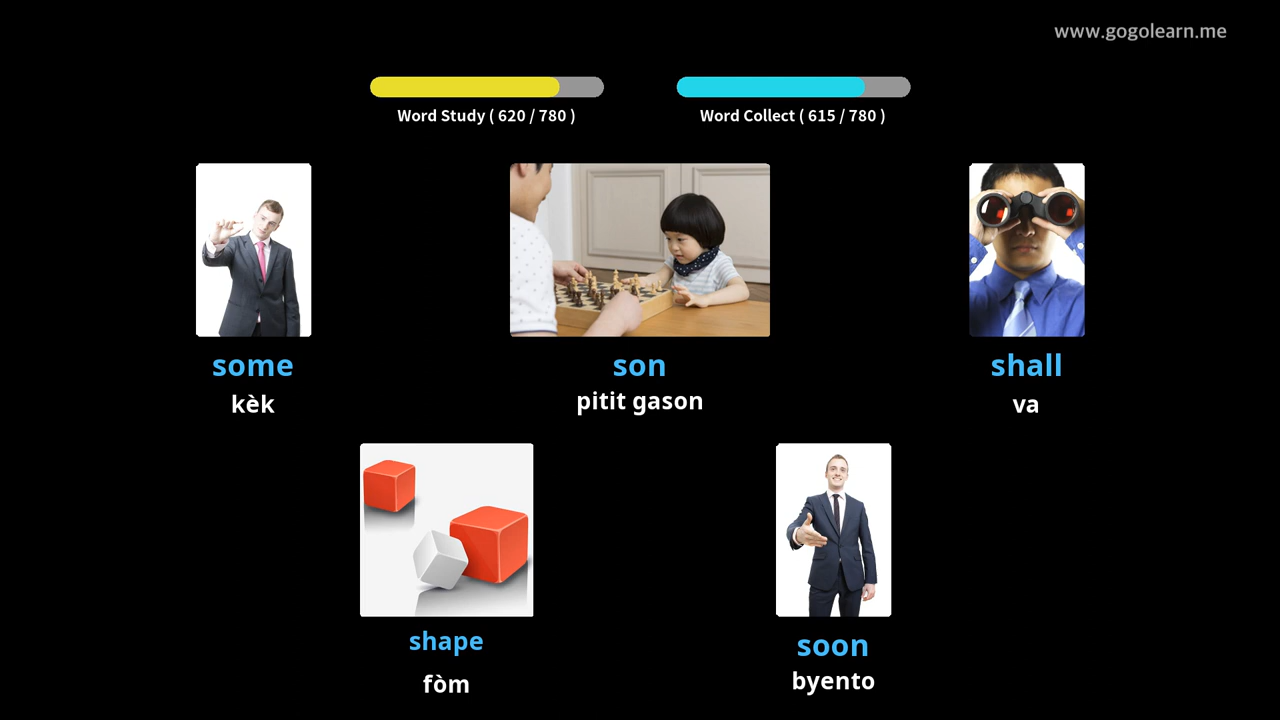 www.gogolearn.me
Word Study ( 620 / 780 )
Word Collect ( 615 / 780 )
some
kèk
son
pitit gason
shall
va
shape
fòm
soon
byento